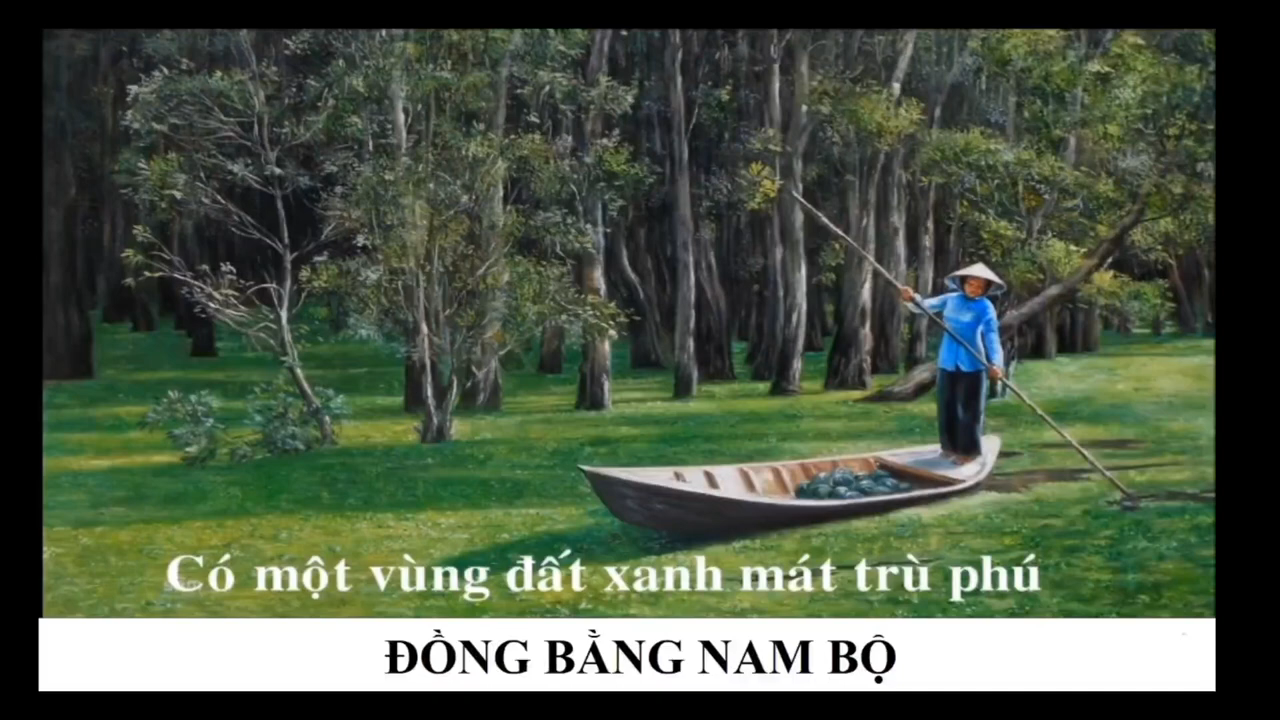 Có một vùng đất xanh mát trù phú
ĐỒNG BẰNG NAM BỘ